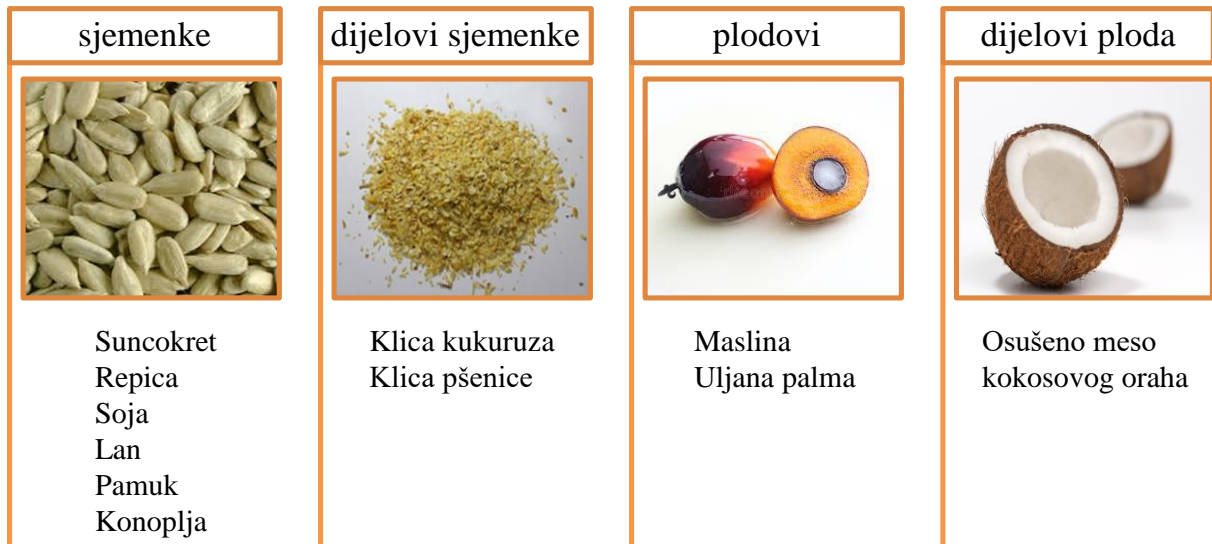 sjemenke
Suncokret
Repica
Soja
Lan
Pamuk
Konoplja
dijelovi sjemenke
Klica kukuruza
Klica pšenice
plodovi
Maslina
Uljana palma
dijelovi ploda
Osušeno meso
kokosovog oraha